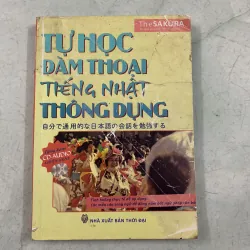 The SAKURA
TỰ HỌC
ĐÀM THOẠI
TIẾNG NHẬT
THÔNG DỤNG
自分で通用的な日本語の会話を勉強する
CD AUDIO
NHÀ XUẤT BẢN THỜI ĐẠI